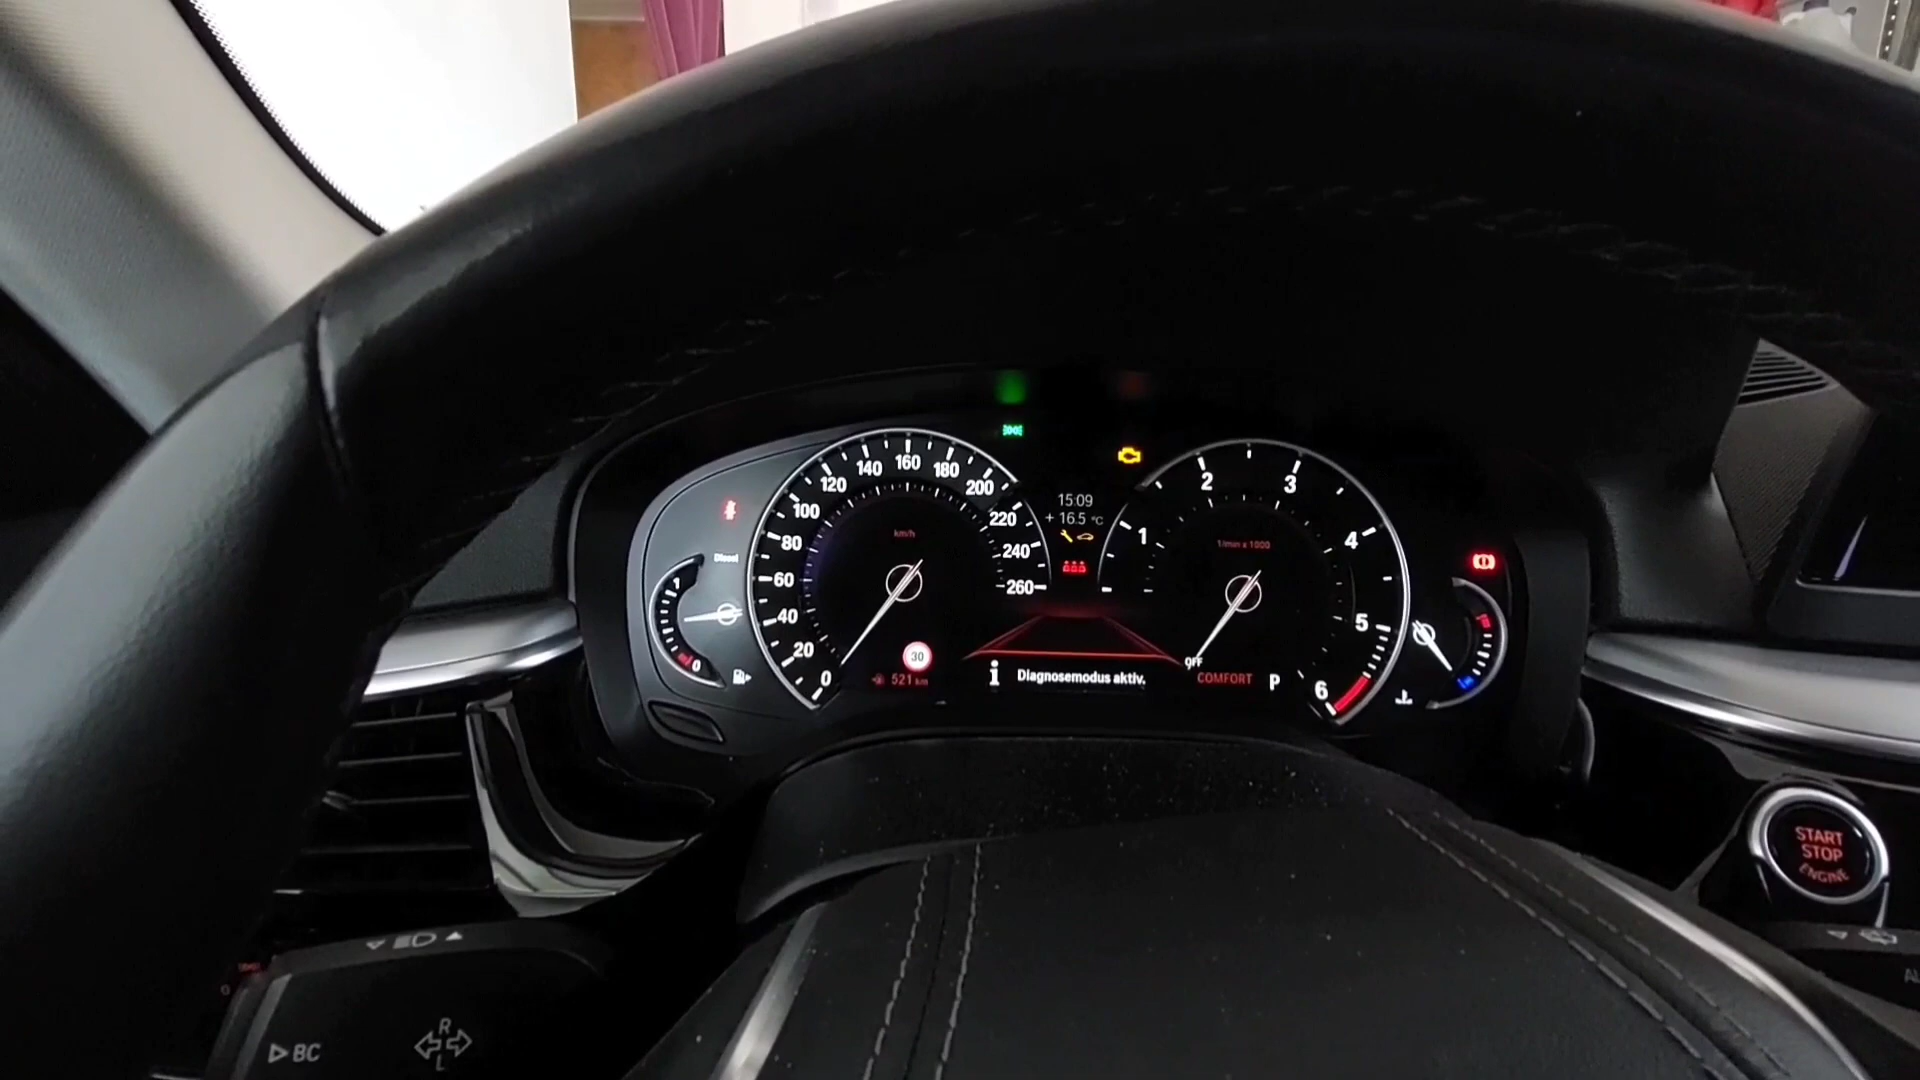 160
140
180
120
200
100
220
80
240
60
260
40
20
0
km/h
30
521 km
Diesel
1
0
15:09
+ 16.5 °C
Diagnosemodus aktiv.
1
2
3
4
5
6
1/min x 1000
OFF
COMFORT
P
START
STOP
ENGINE
BC
R
L